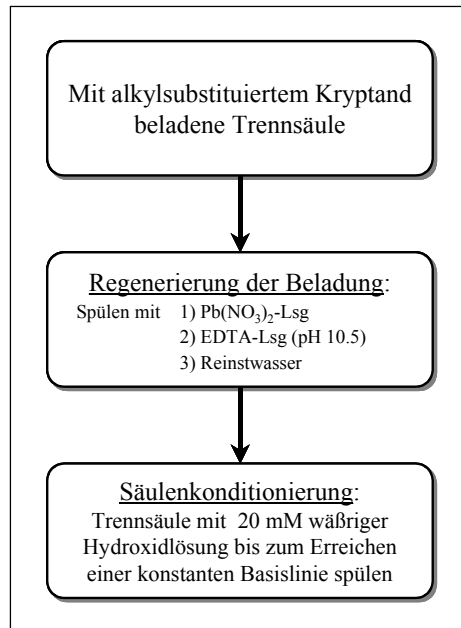 Mit alkylsubstituiertem Kryptand
beladene Trennsäule
Regenerierung der Beladung:
Spülen mit 1) Pb(NO₃)₂-Lsg
2) EDTA-Lsg (pH 10.5)
3) Reinstwasser
Säulenkonditionierung:
Trennsäule mit 20 mM wäßriger
Hydroxidlösung bis zum Erreichen
einer konstanten Basislinie spülen